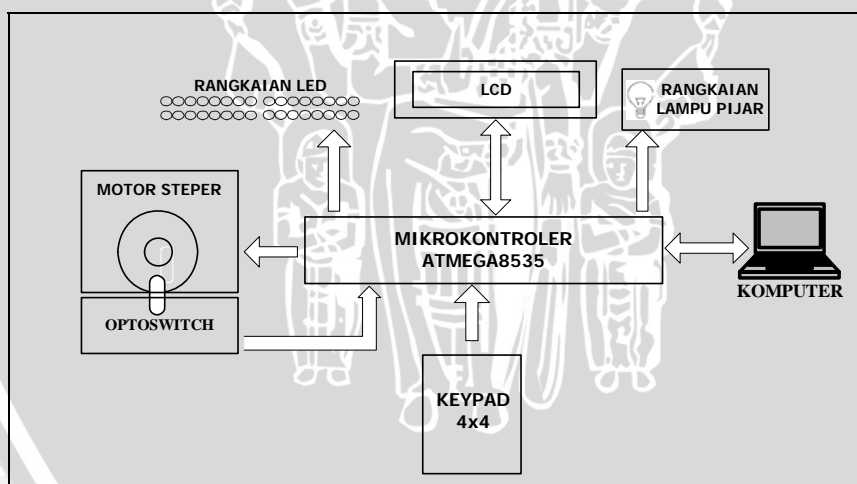 RANGKAIAN LED
LCD
RANGKAIAN
LAMPU PIJAR
MOTOR STEPER
MIKROKONTROLER
ATMEGA8535
KOMPUTER
OPTOSWITCH
KEYPAD
4x4